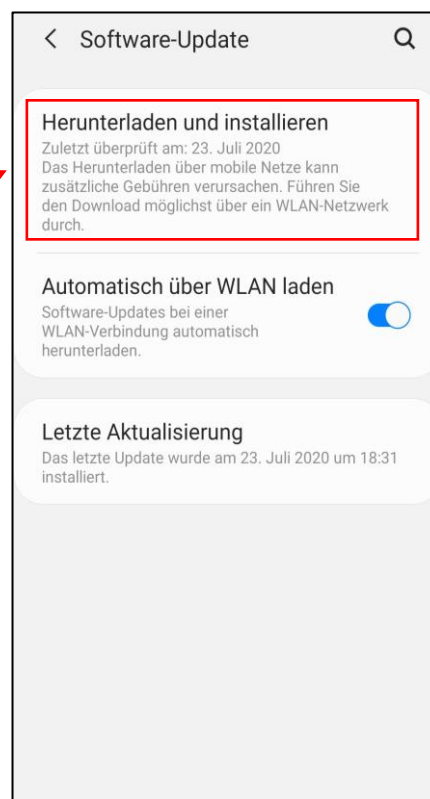 Software-Update
Herunterladen und installieren
Zuletzt überprüft am: 23. Juli 2020
Das Herunterladen über mobile Netze kann
zusätzliche Gebühren verursachen. Führen Sie
den Download möglichst über ein WLAN-Netzwerk
durch.
Automatisch über WLAN laden
Software-Updates bei einer
WLAN-Verbindung automatisch
herunterladen.
Letzte Aktualisierung
Das letzte Update wurde am 23. Juli 2020 um 18:31
installiert.